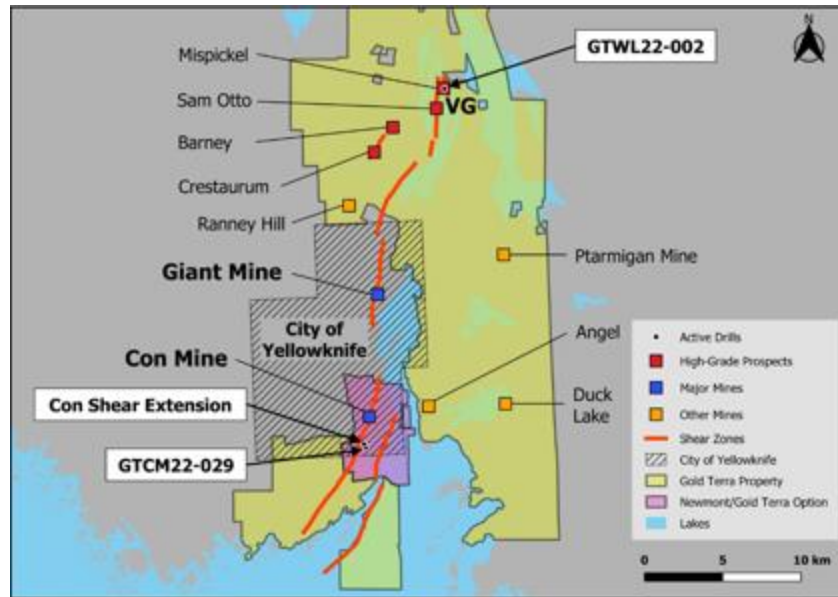 N
GTWL22-002
Mispickel
Sam Otto
VG
Barney
Crestaurum
Ranney Hill
Ptarmigan Mine
Giant Mine
City of
Yellowknife
Angel
Con Mine
Duck
Lake
Con Shear Extension
GTCM22-029
Active Drills
High-Grade Prospects
Major Mines
Other Mines
Shear Zones
City of Yellowknife
Gold Terra Property
Newmont/Gold Terra Option
Lakes
0 5 10 km